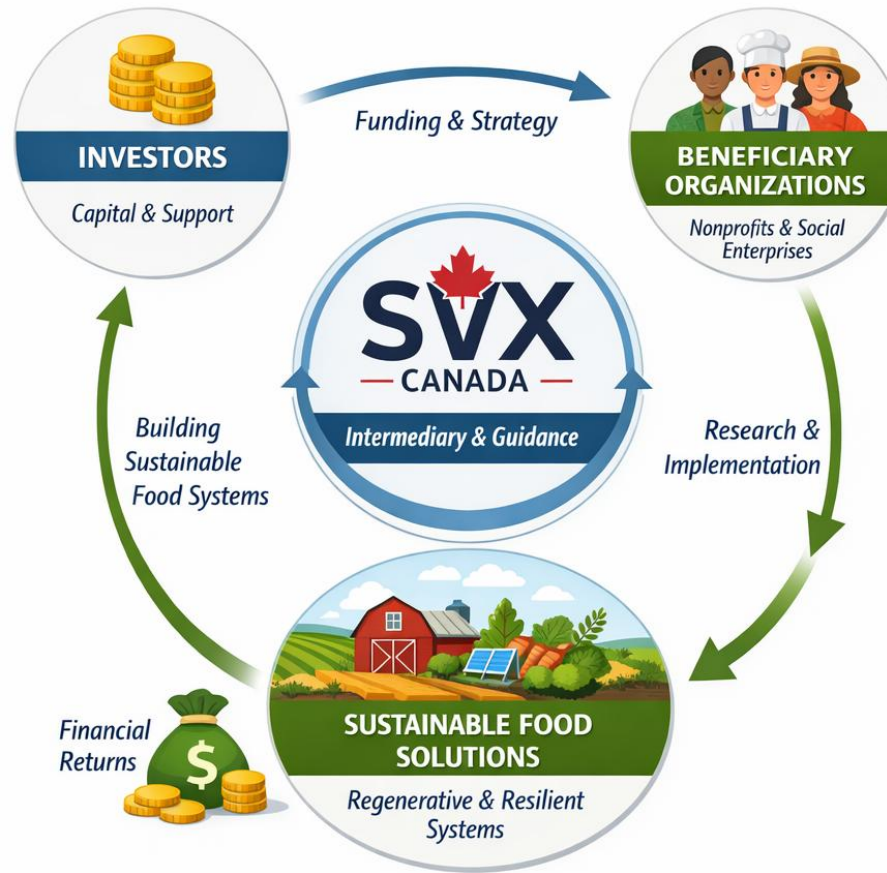 INVESTORS
Capital & Support
Funding & Strategy
BENEFICIARY
ORGANIZATIONS
Nonprofits & Social
Enterprises
SVX
CANADA
Intermediary & Guidance
Building
Sustainable
Food Systems
Research &
Implementation
SUSTAINABLE FOOD
SOLUTIONS
Regenerative & Resilient
Systems
Financial
Returns
$